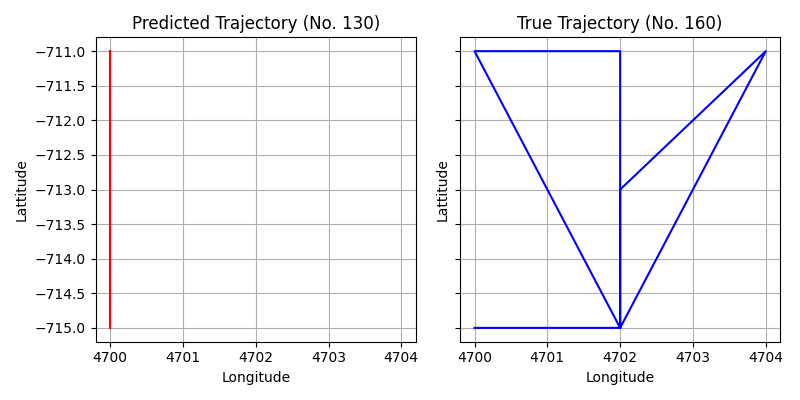 Predicted Trajectory (No. 130)
−711.0
−711.5
−712.0
−712.5
−713.0
−713.5
−714.0
−714.5
−715.0
Lattitude
4700 4701 4702 4703 4704
Longitude
True Trajectory (No. 160)
Lattitude
4700 4701 4702 4703 4704
Longitude